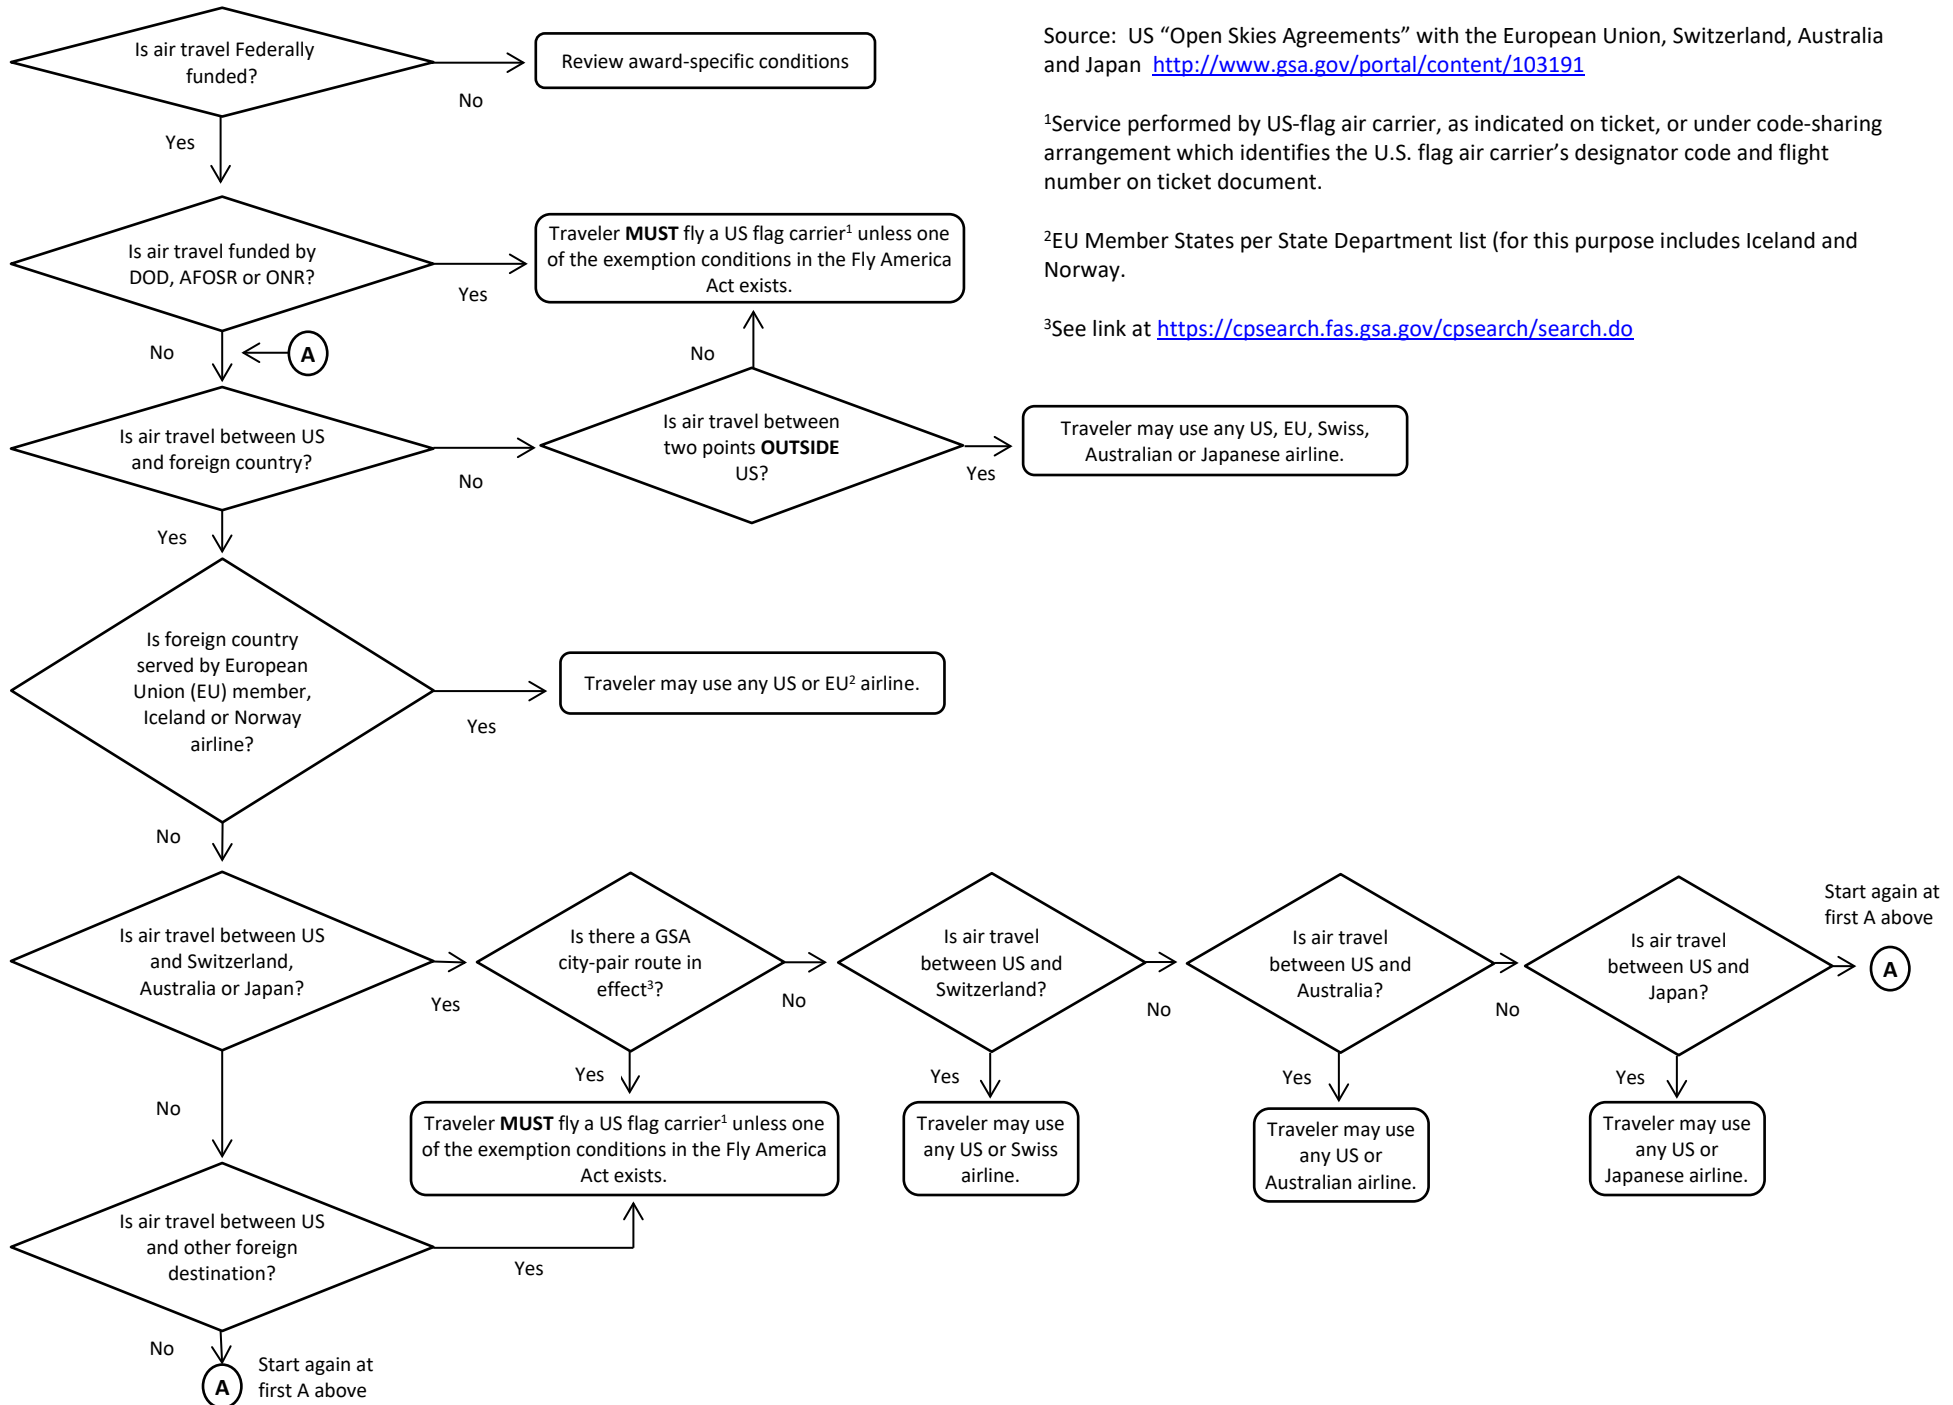 Is air travel Federally
funded?
No
Review award-specific conditions
Source:  US “Open Skies Agreements” with the European Union, Switzerland, Australia
and Japan  http://www.gsa.gov/portal/content/103191
¹Service performed by US-flag air carrier, as indicated on ticket, or under code-sharing
arrangement which identifies the U.S. flag air carrier’s designator code and flight
number on ticket document.
²EU Member States per State Department list (for this purpose includes Iceland and
Norway.
³See link at https://cpsearch.fas.gsa.gov/cpsearch/search.do
Yes
Is air travel funded by
DOD, AFOSR or ONR?
Yes
Traveler MUST fly a US flag carrier¹ unless one
of the exemption conditions in the Fly America
Act exists.
No
A
Is air travel between US
and foreign country?
No
No
Is air travel between
two points OUTSIDE
US?
Yes
Traveler may use any US, EU, Swiss,
Australian or Japanese airline.
Yes
Is foreign country
served by European
Union (EU) member,
Iceland or Norway
airline?
Yes
Traveler may use any US or EU² airline.
No
Is air travel between US
and Switzerland,
Australia or Japan?
Yes
Is there a GSA
city-pair route in
effect³?
No
Is air travel
between US and
Switzerland?
No
Is air travel
between US and
Australia?
No
Is air travel
between US and
Japan?
Start again at
first A above
A
Yes
Traveler MUST fly a US flag carrier¹ unless one
of the exemption conditions in the Fly America
Act exists.
Yes
Traveler may use
any US or Swiss
airline.
Yes
Traveler may use
any US or
Australian airline.
Yes
Traveler may use
any US or
Japanese airline.
No
Is air travel between US
and other foreign
destination?
Yes
No
A
Start again at
first A above